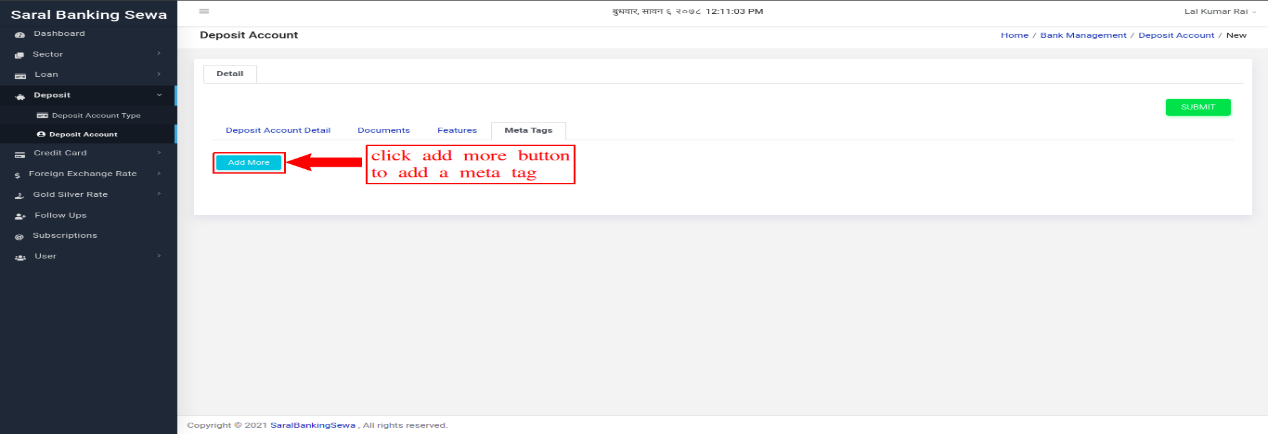 Saral Banking Sewa
बुधवार, सावन ६ २०७८ 12:11:03 PM
Lal Kumar Rai
Dashboard
Sector
Loan
Deposit
Deposit Account Type
Deposit Account
Credit Card
Foreign Exchange Rate
Gold Silver Rate
Follow Ups
Subscriptions
User
Deposit Account
Home / Bank Management / Deposit Account / New
Detail
SUBMIT
Deposit Account Detail Documents Features Meta Tags
Add More
click add more button
to add a meta tag
Copyright © 2021 SaralBankingSewa , All rights reserved.